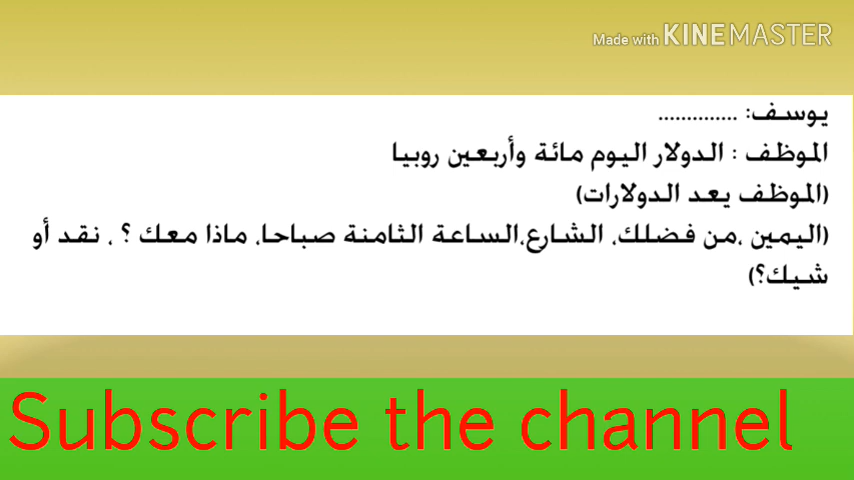 Made with KINEMASTER
يوسف: ..............
الموظف : الدولار اليوم مائة وأربعين روبيا
(الموظف يعد الدولارات)
(اليمين ،من فضلك، الشارع،الساعة الثامنة صباحا، ماذا معك ؟ ، نقد أو
شيك؟)
Subscribe the channel